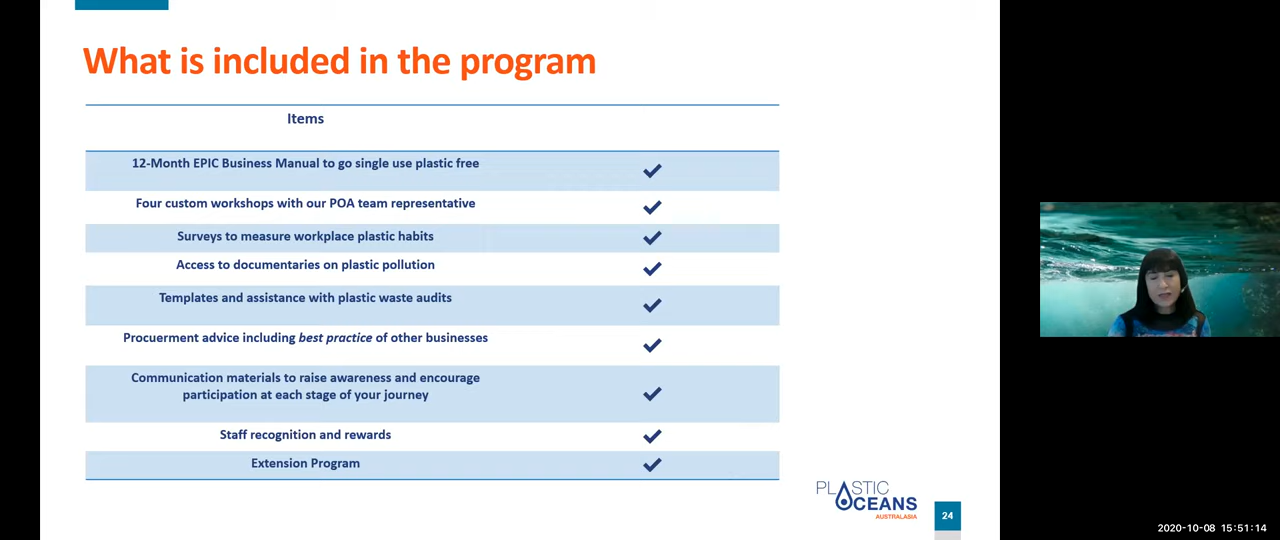 What is included in the program
Items
12-Month EPIC Business Manual to go single use plastic free
Four custom workshops with our POA team representative
Surveys to measure workplace plastic habits
Access to documentaries on plastic pollution
Templates and assistance with plastic waste audits
Procuerment advice including best practice of other businesses
Communication materials to raise awareness and encourage
participation at each stage of your journey
Staff recognition and rewards
Extension Program
PLASTIC
OCEANS
AUSTRALASIA
24
2020-10-08 15:51:14